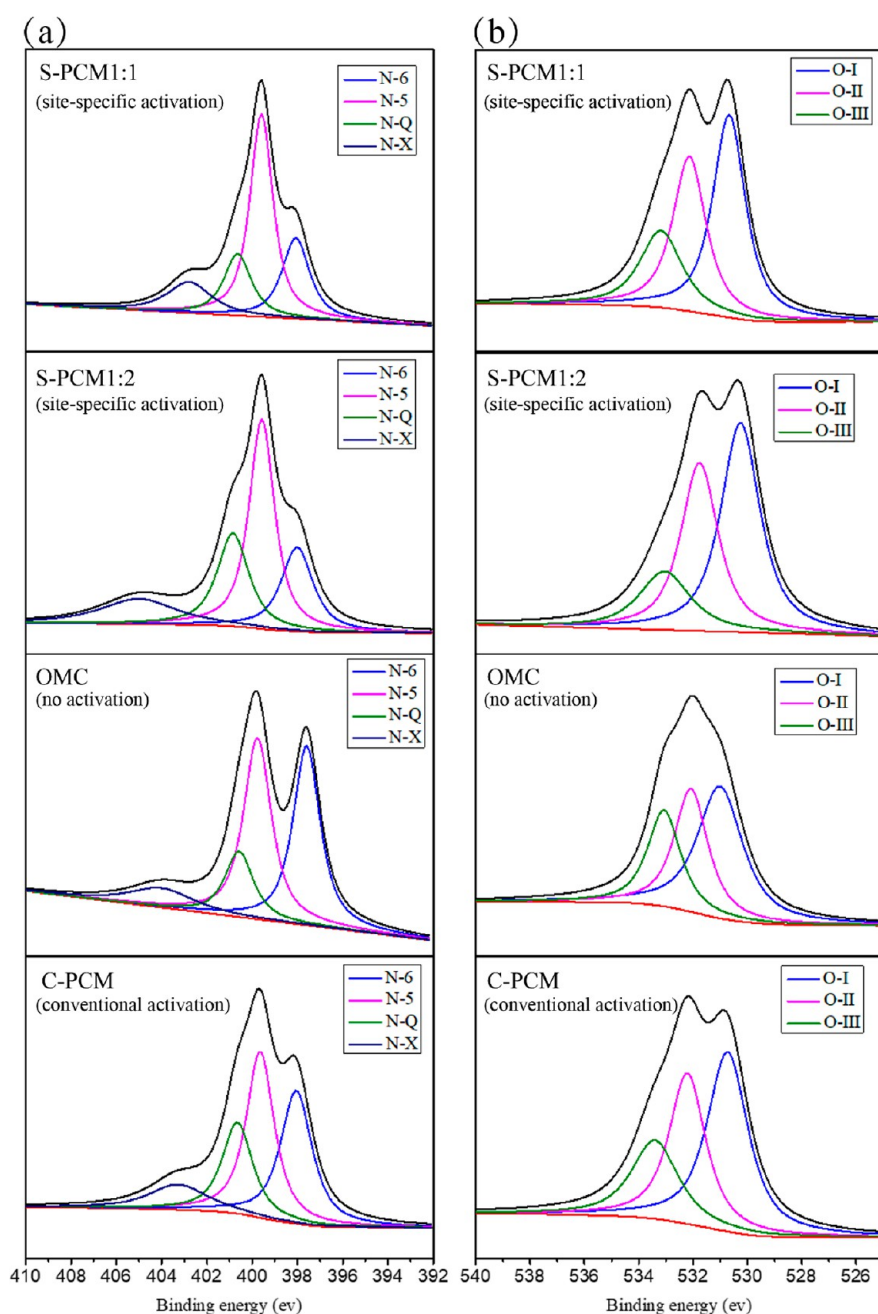 (a)
S-PCM1:1
(site-specific activation)
N-6
N-5
N-Q
N-X
S-PCM1:2
(site-specific activation)
N-6
N-5
N-Q
N-X
OMC
(no activation)
N-6
N-5
N-Q
N-X
C-PCM
(conventional activation)
N-6
N-5
N-Q
N-X
410 408 406 404 402 400 398 396 394 392
Binding energy (ev)
(b)
S-PCM1:1
(site-specific activation)
O-I
O-II
O-III
S-PCM1:2
(site-specific activation)
O-I
O-II
O-III
OMC
(no activation)
O-I
O-II
O-III
C-PCM
(conventional activation)
O-I
O-II
O-III
540 538 536 534 532 530 528 526
Binding energy (ev)